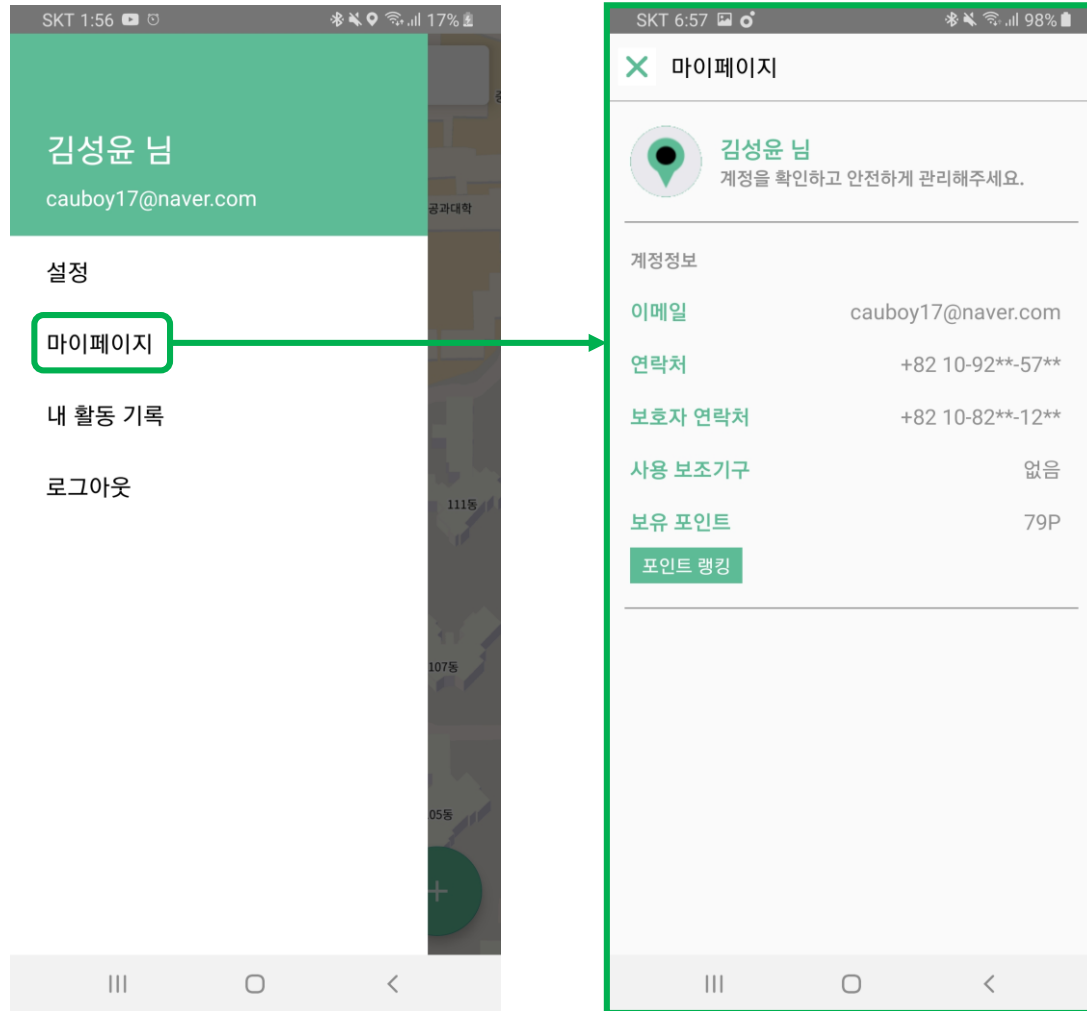 SKT 1:56
17%
김성윤 님
cauboy17@naver.com
공과대학
설정
마이페이지
내 활동 기록
로그아웃
111동
107동
05동
SKT 6:57
98%
마이페이지
김성윤 님
계정을 확인하고 안전하게 관리해주세요.
계정정보
이메일 cauboy17@naver.com
연락처 +82 10-92**-57**
보호자 연락처 +82 10-82**-12**
사용 보조기구 없음
보유 포인트 79P
포인트 랭킹